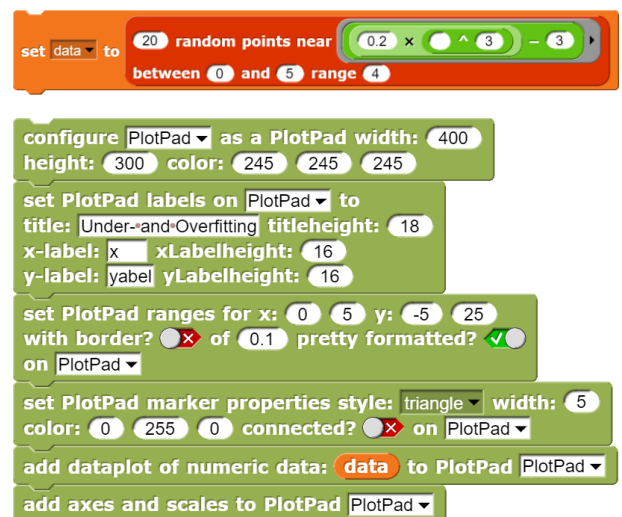 set data to 20 random points near 0.2 × ^ 3 − 3
between 0 and 5 range 4
configure PlotPad as a PlotPad width: 400
height: 300 color: 245 245 245
set PlotPad labels on PlotPad to
title: Under-•and•Overfitting titleheight: 18
x-label: x xLabelheight: 16
y-label: yabel yLabelheight: 16
set PlotPad ranges for x: 0 5 y: -5 25
with border? of 0.1 pretty formatted?
on PlotPad
set PlotPad marker properties style: triangle width: 5
color: 0 255 0 connected? on PlotPad
add dataplot of numeric data: data to PlotPad PlotPad
add axes and scales to PlotPad PlotPad